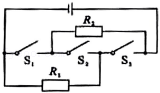 R₂
S₁ S₂ S₃
R₁